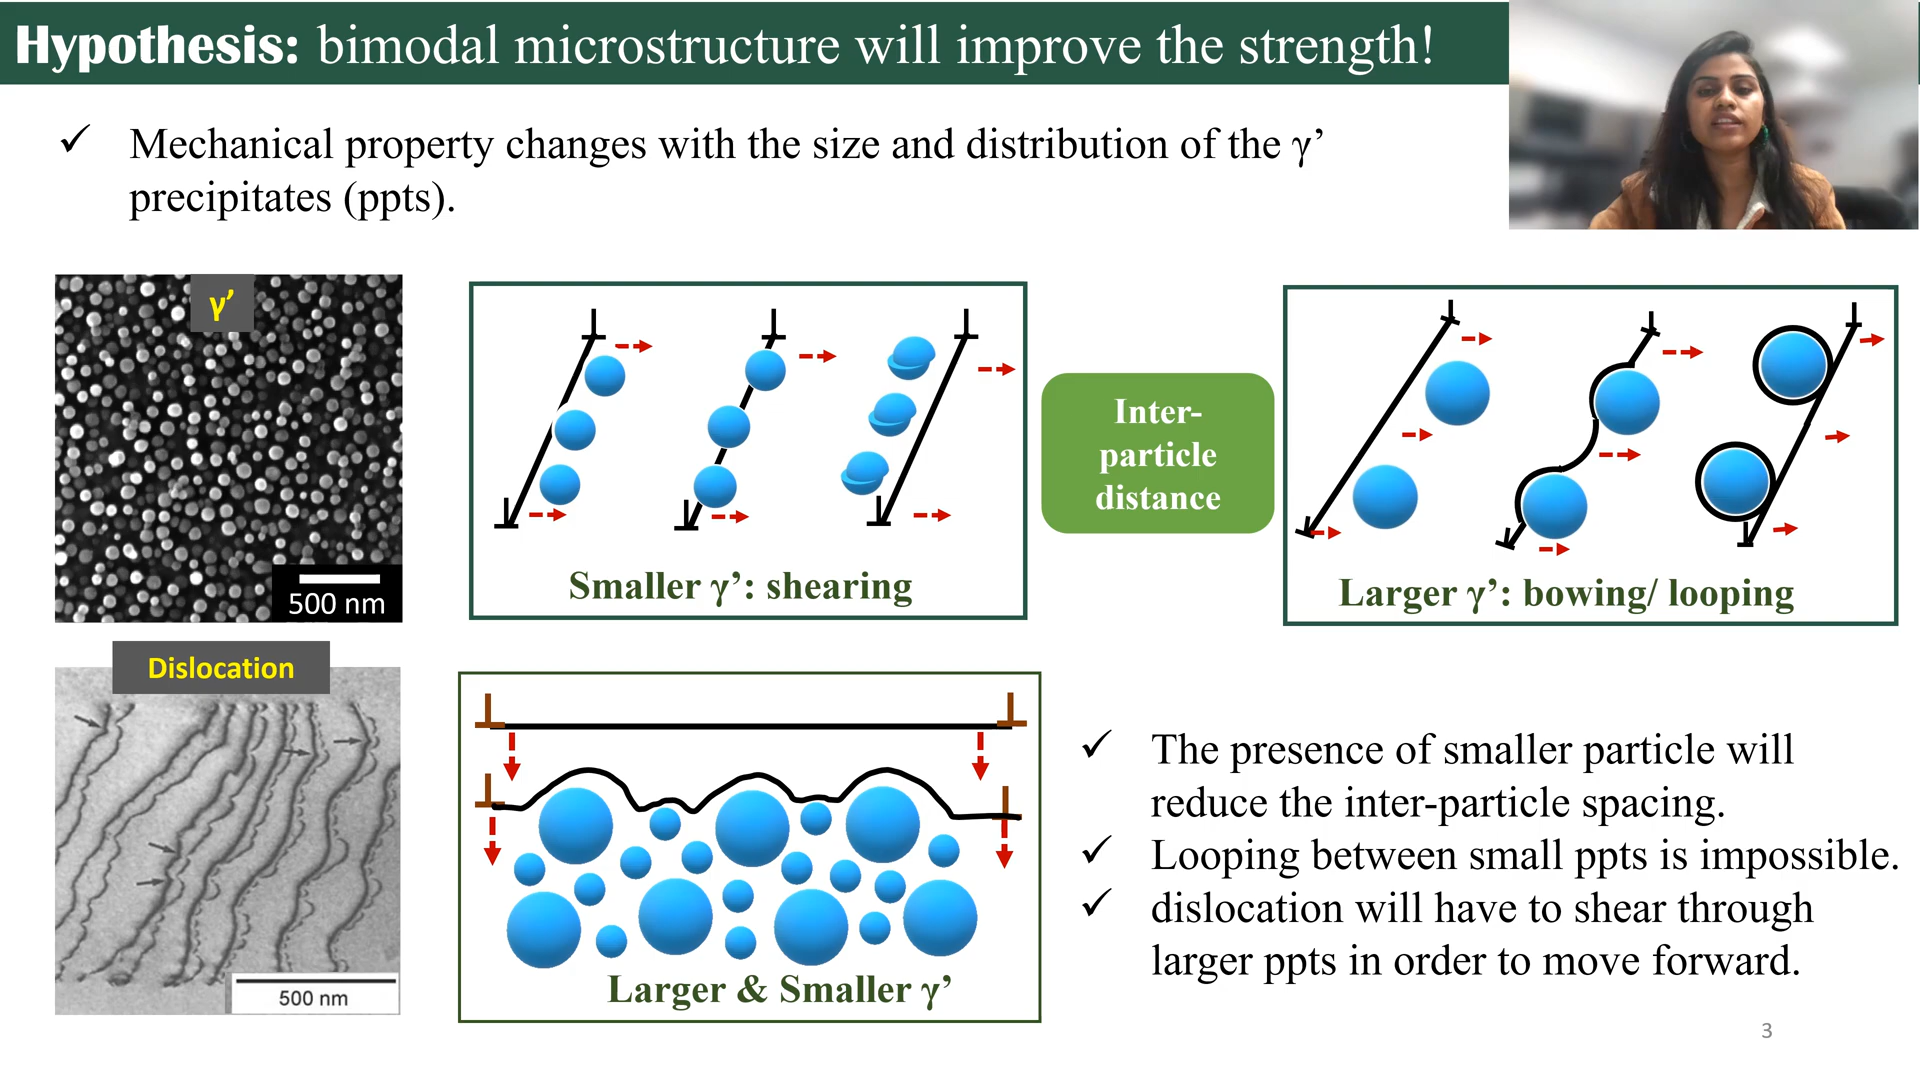 Hypothesis: bimodal microstructure will improve the strength!
✓ Mechanical property changes with the size and distribution of the γ’
precipitates (ppts).
γ’
500 nm
Smaller γ’: shearing
Inter-
particle
distance
Larger γ’: bowing/ looping
Dislocation
500 nm
Larger & Smaller γ’
✓ The presence of smaller particle will
reduce the inter-particle spacing.
✓ Looping between small ppts is impossible.
✓ dislocation will have to shear through
larger ppts in order to move forward.
3